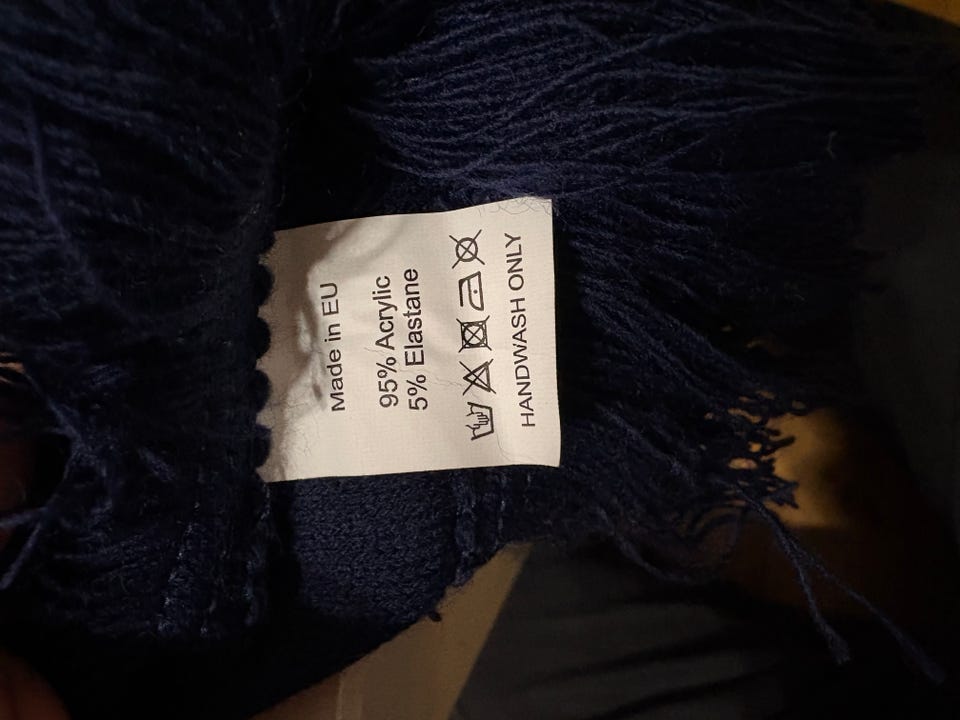 Made in EU
95% Acrylic
5% Elastane
HANDWASH ONLY